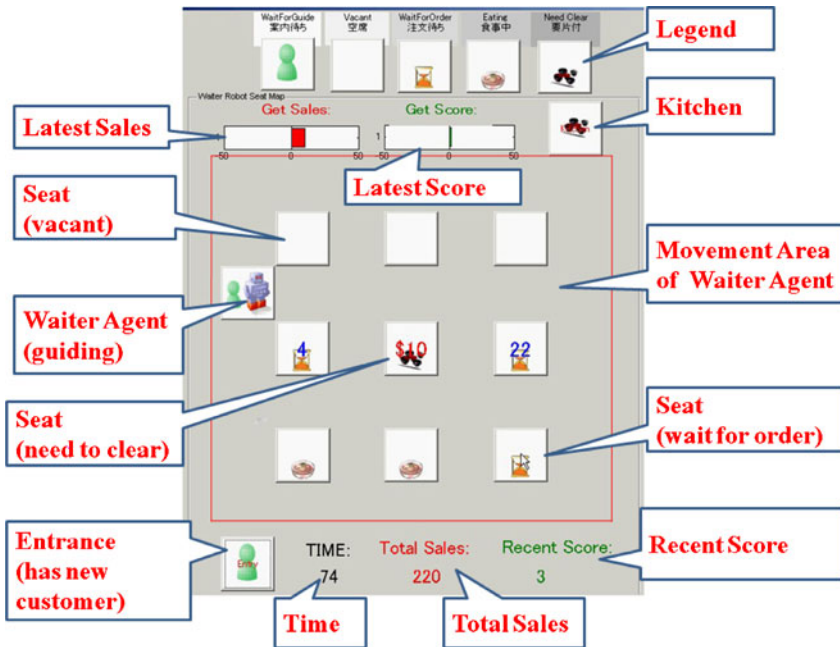 WaitForGuide
案内待ち
Vacant
空席
WaitForOrder
注文待ち
Eating
食事中
Need Clear
要片付
Legend
Waiter Robot Seat Map
Get Sales:
Get Score:
Kitchen
Latest Sales
1
-50
0
50
1
-50
0
50
Latest Score
Seat
(vacant)
Movement Area
of Waiter Agent
Waiter Agent
(guiding)
4
$10
22
Seat
(need to clear)
Seat
(wait for order)
Entrance
(has new
customer)
Entry
TIME:
74
Total Sales:
220
Recent Score:
3
Recent Score
Time
Total Sales